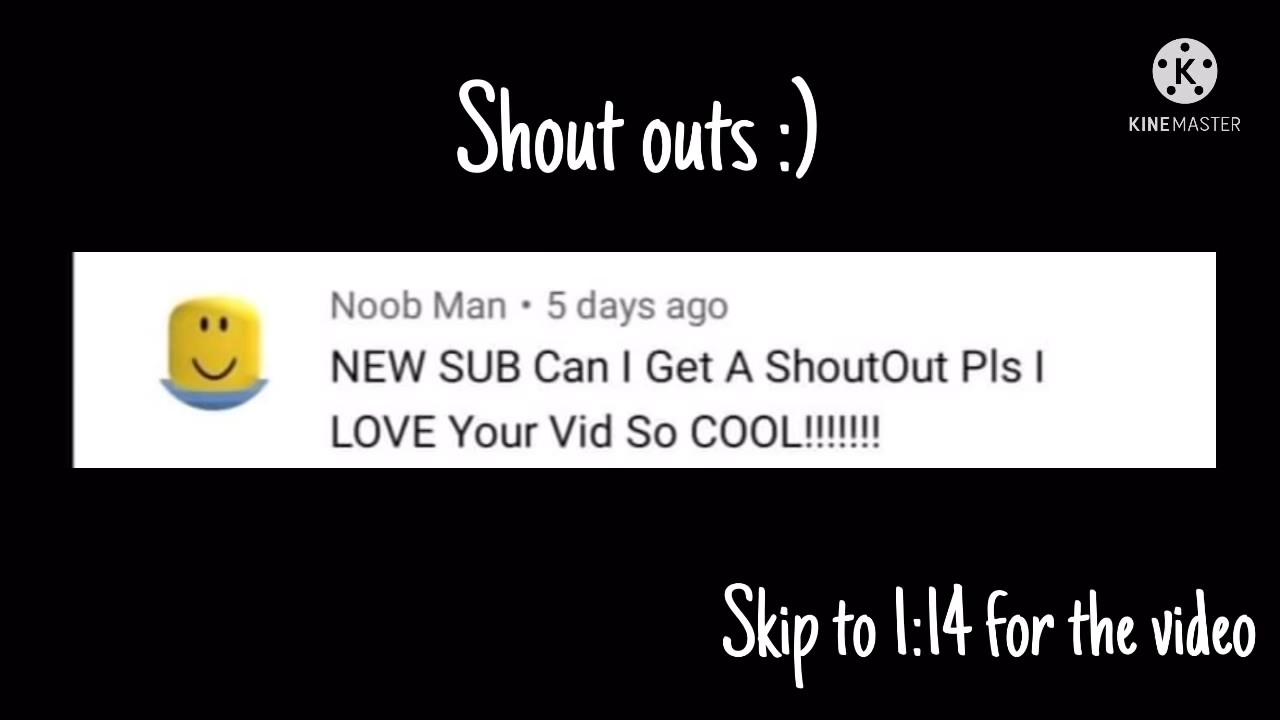 Shout outs :)
K
KINEMASTER
Noob Man • 5 days ago
NEW SUB Can I Get A ShoutOut Pls I
LOVE Your Vid So COOL!!!!!!!
Skip to 1:14 for the video